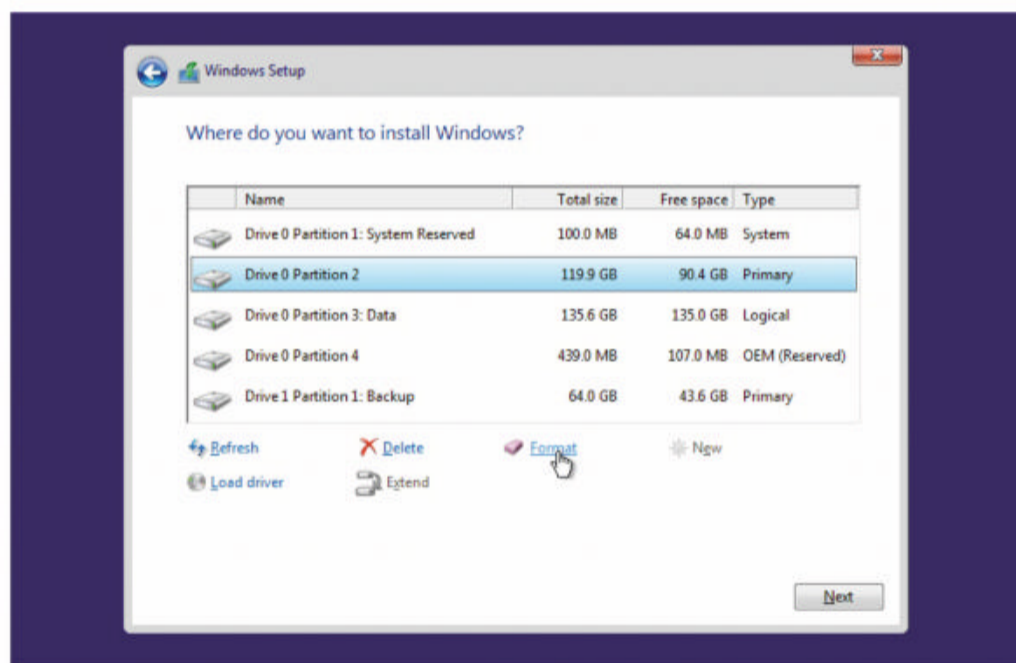 Windows Setup
Where do you want to install Windows?
Name Total size Free space Type
Drive 0 Partition 1: System Reserved 100.0 MB 64.0 MB System
Drive 0 Partition 2 119.9 GB 90.4 GB Primary
Drive 0 Partition 3: Data 135.6 GB 135.0 GB Logical
Drive 0 Partition 4 439.0 MB 107.0 MB OEM (Reserved)
Drive 1 Partition 1: Backup 64.0 GB 43.6 GB Primary
Refresh Delete Format New
Load driver Extend
Next